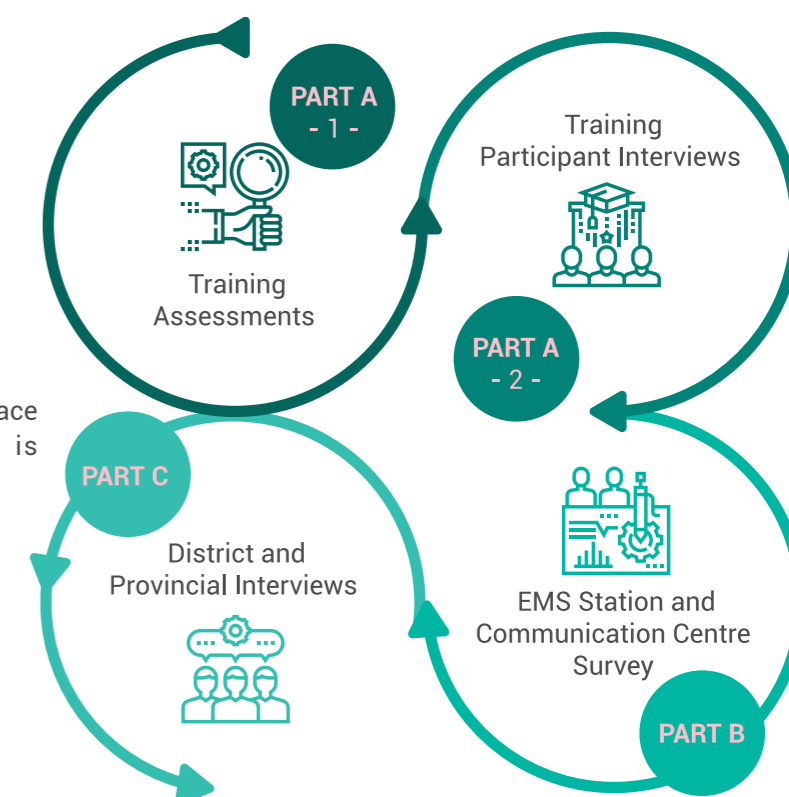 PART A
- 1 -
Training
Assessments
Training
Participant Interviews
PART A
- 2 -
is
PART C
District and
Provincial Interviews
EMS Station and
Communication Centre
Survey
PART B